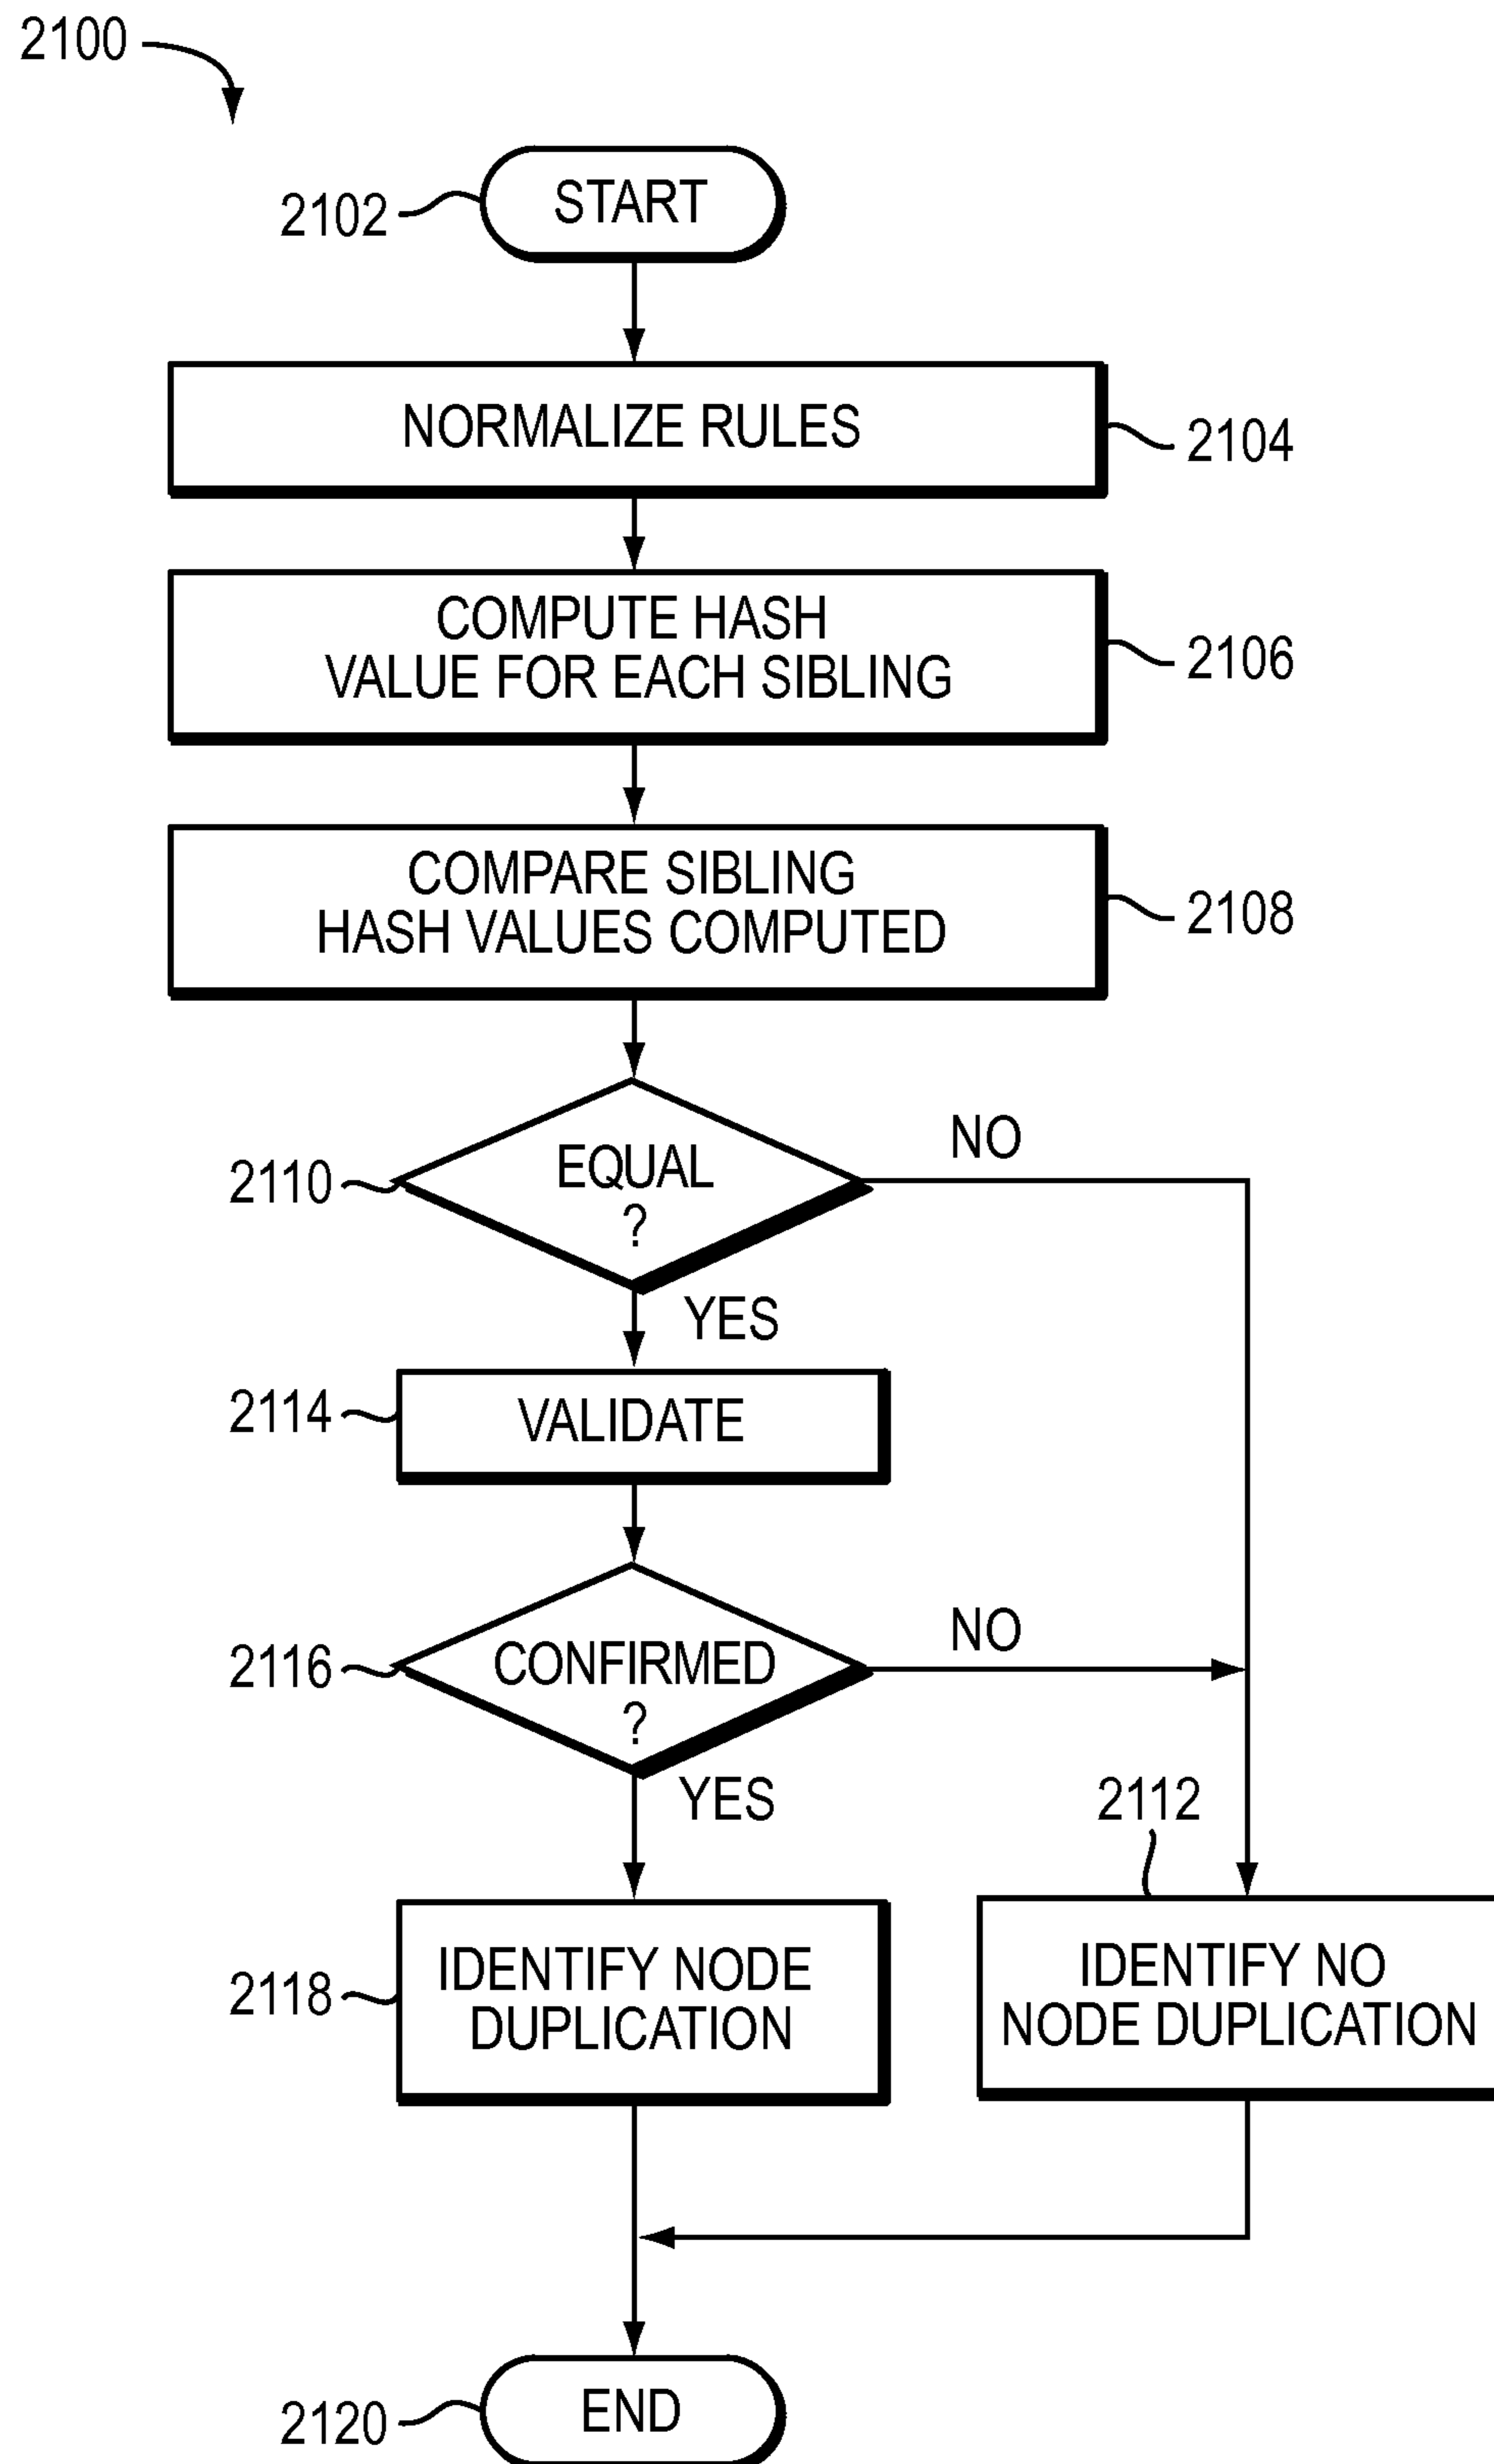 2100
2102
START
NORMALIZE RULES
2104
COMPUTE HASH
VALUE FOR EACH SIBLING
2106
COMPARE SIBLING
HASH VALUES COMPUTED
2108
2110
EQUAL
?
NO
YES
2114
VALIDATE
2116
CONFIRMED
?
NO
YES
2112
2118
IDENTIFY NODE
DUPLICATION
IDENTIFY NO
NODE DUPLICATION
2120
END